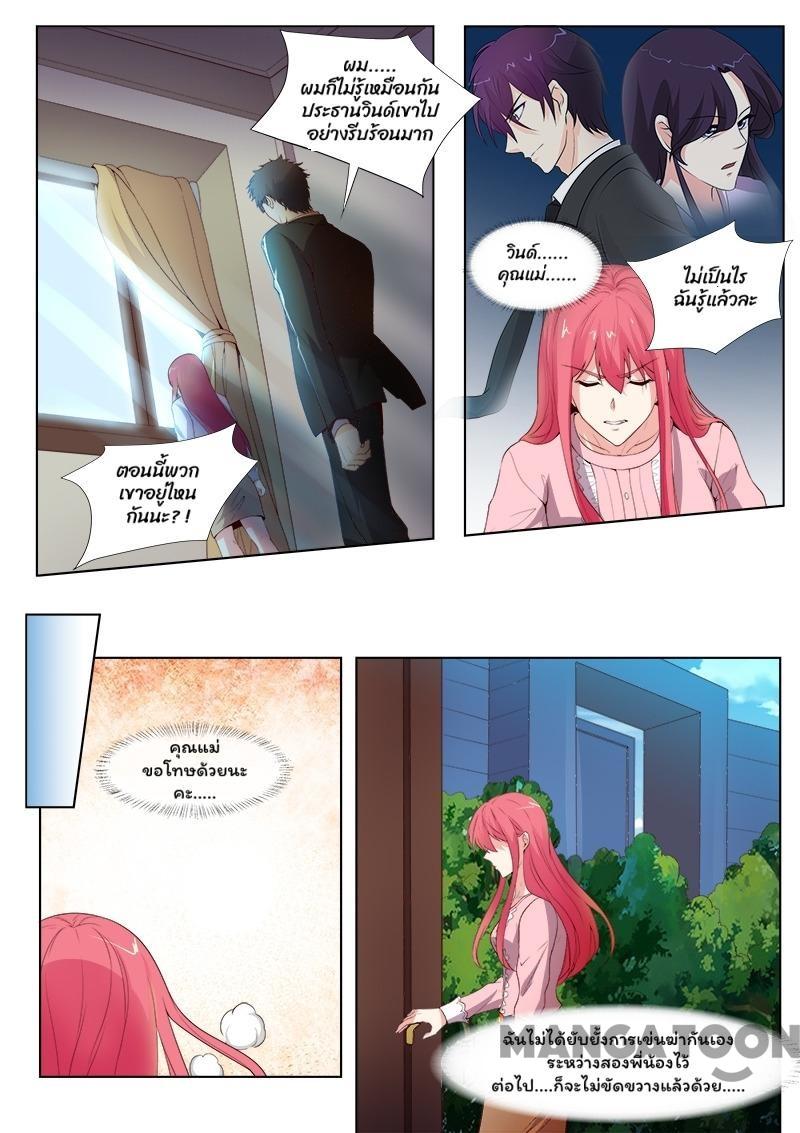 ผม.....
ผมก็ไม่รู้เหมือนกัน
ประธานวินด์เขาไป
อย่างรีบร้อนมาก
ตอนนี้พวก
เขาอยู่ไหน
กันนะ?!
วินด์......
คุณแม่......
ไม่เป็นไร
ฉันรู้แล้วละ
คุณแม่
ขอโทษด้วยนะ
คะ.....
ฉันไม่ได้ยับยั้งการเข่นฆ่ากันเอง
ระหว่างสองพี่น้องไว้
ต่อไป....ก็จะไม่ขัดขวางแล้วด้วย.....
MANGATOON